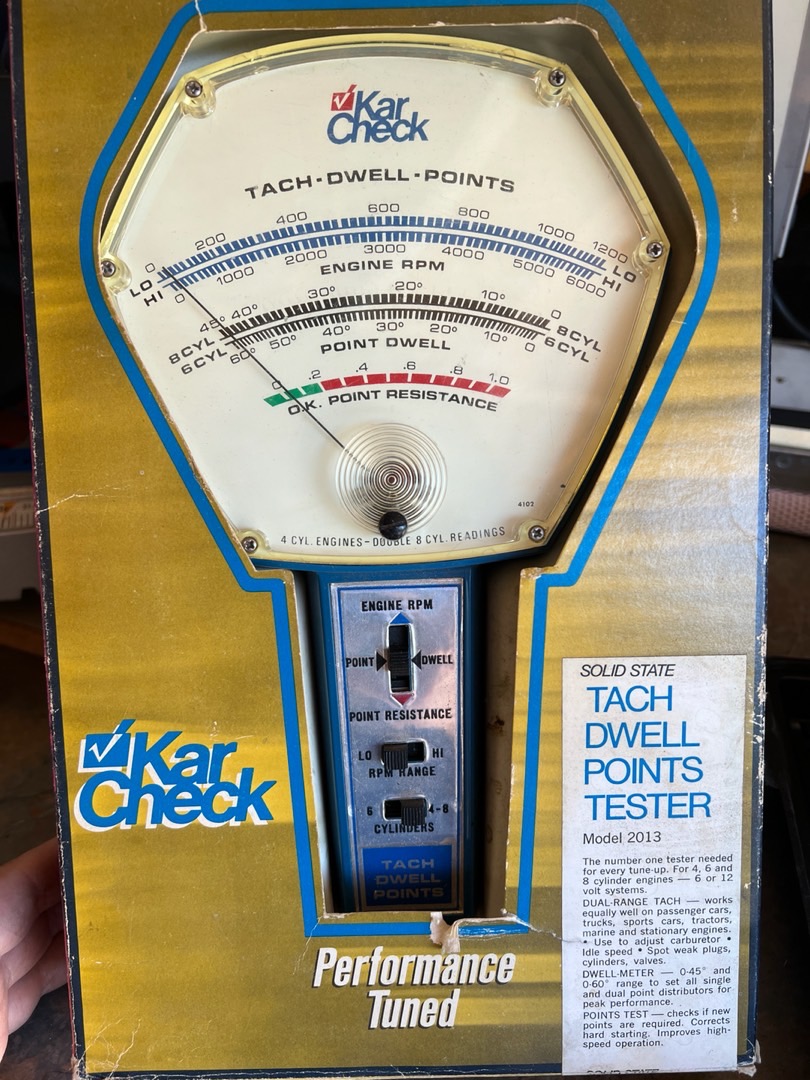 Kar
Check
TACH-DWELL-POINTS
0 200 400 600 800 1000 1200
LO LO
HI HI
0 1000 2000 3000 4000 5000 6000
ENGINE RPM
45° 40° 30° 20° 10° 0
8CYL 8CYL
6CYL 6CYL
60° 50° 40° 30° 20° 10° 0
POINT DWELL
0 .2 .4 .6 .8 1.0
O.K. POINT RESISTANCE
4102
4 CYL. ENGINES-DOUBLE 8 CYL. READINGS
ENGINE RPM
POINT DWELL
POINT RESISTANCE
LO HI
RPM RANGE
6 4-8
CYLINDERS
TACH
DWELL
POINTS
Kar
Check
Performance
Tuned
SOLID STATE
TACH
DWELL
POINTS
TESTER
Model 2013
The number one tester needed
for every tune-up. For 4, 6 and
8 cylinder engines — 6 or 12
volt systems.
DUAL-RANGE TACH — works
equally well on passenger cars,
trucks, sports cars, tractors,
marine and stationary engines.
• Use to adjust carburetor •
Idle speed • Spot weak plugs,
cylinders, valves.
DWELL-METER — 0-45° and
0-60° range to set all single
and dual point distributors for
peak performance.
POINTS TEST — checks if new
points are required. Corrects
hard starting. Improves high-
speed operation.
SOLID STATE